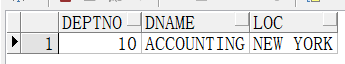 DEPTNO DNAME LOC
1 10 ACCOUNTING NEW YORK